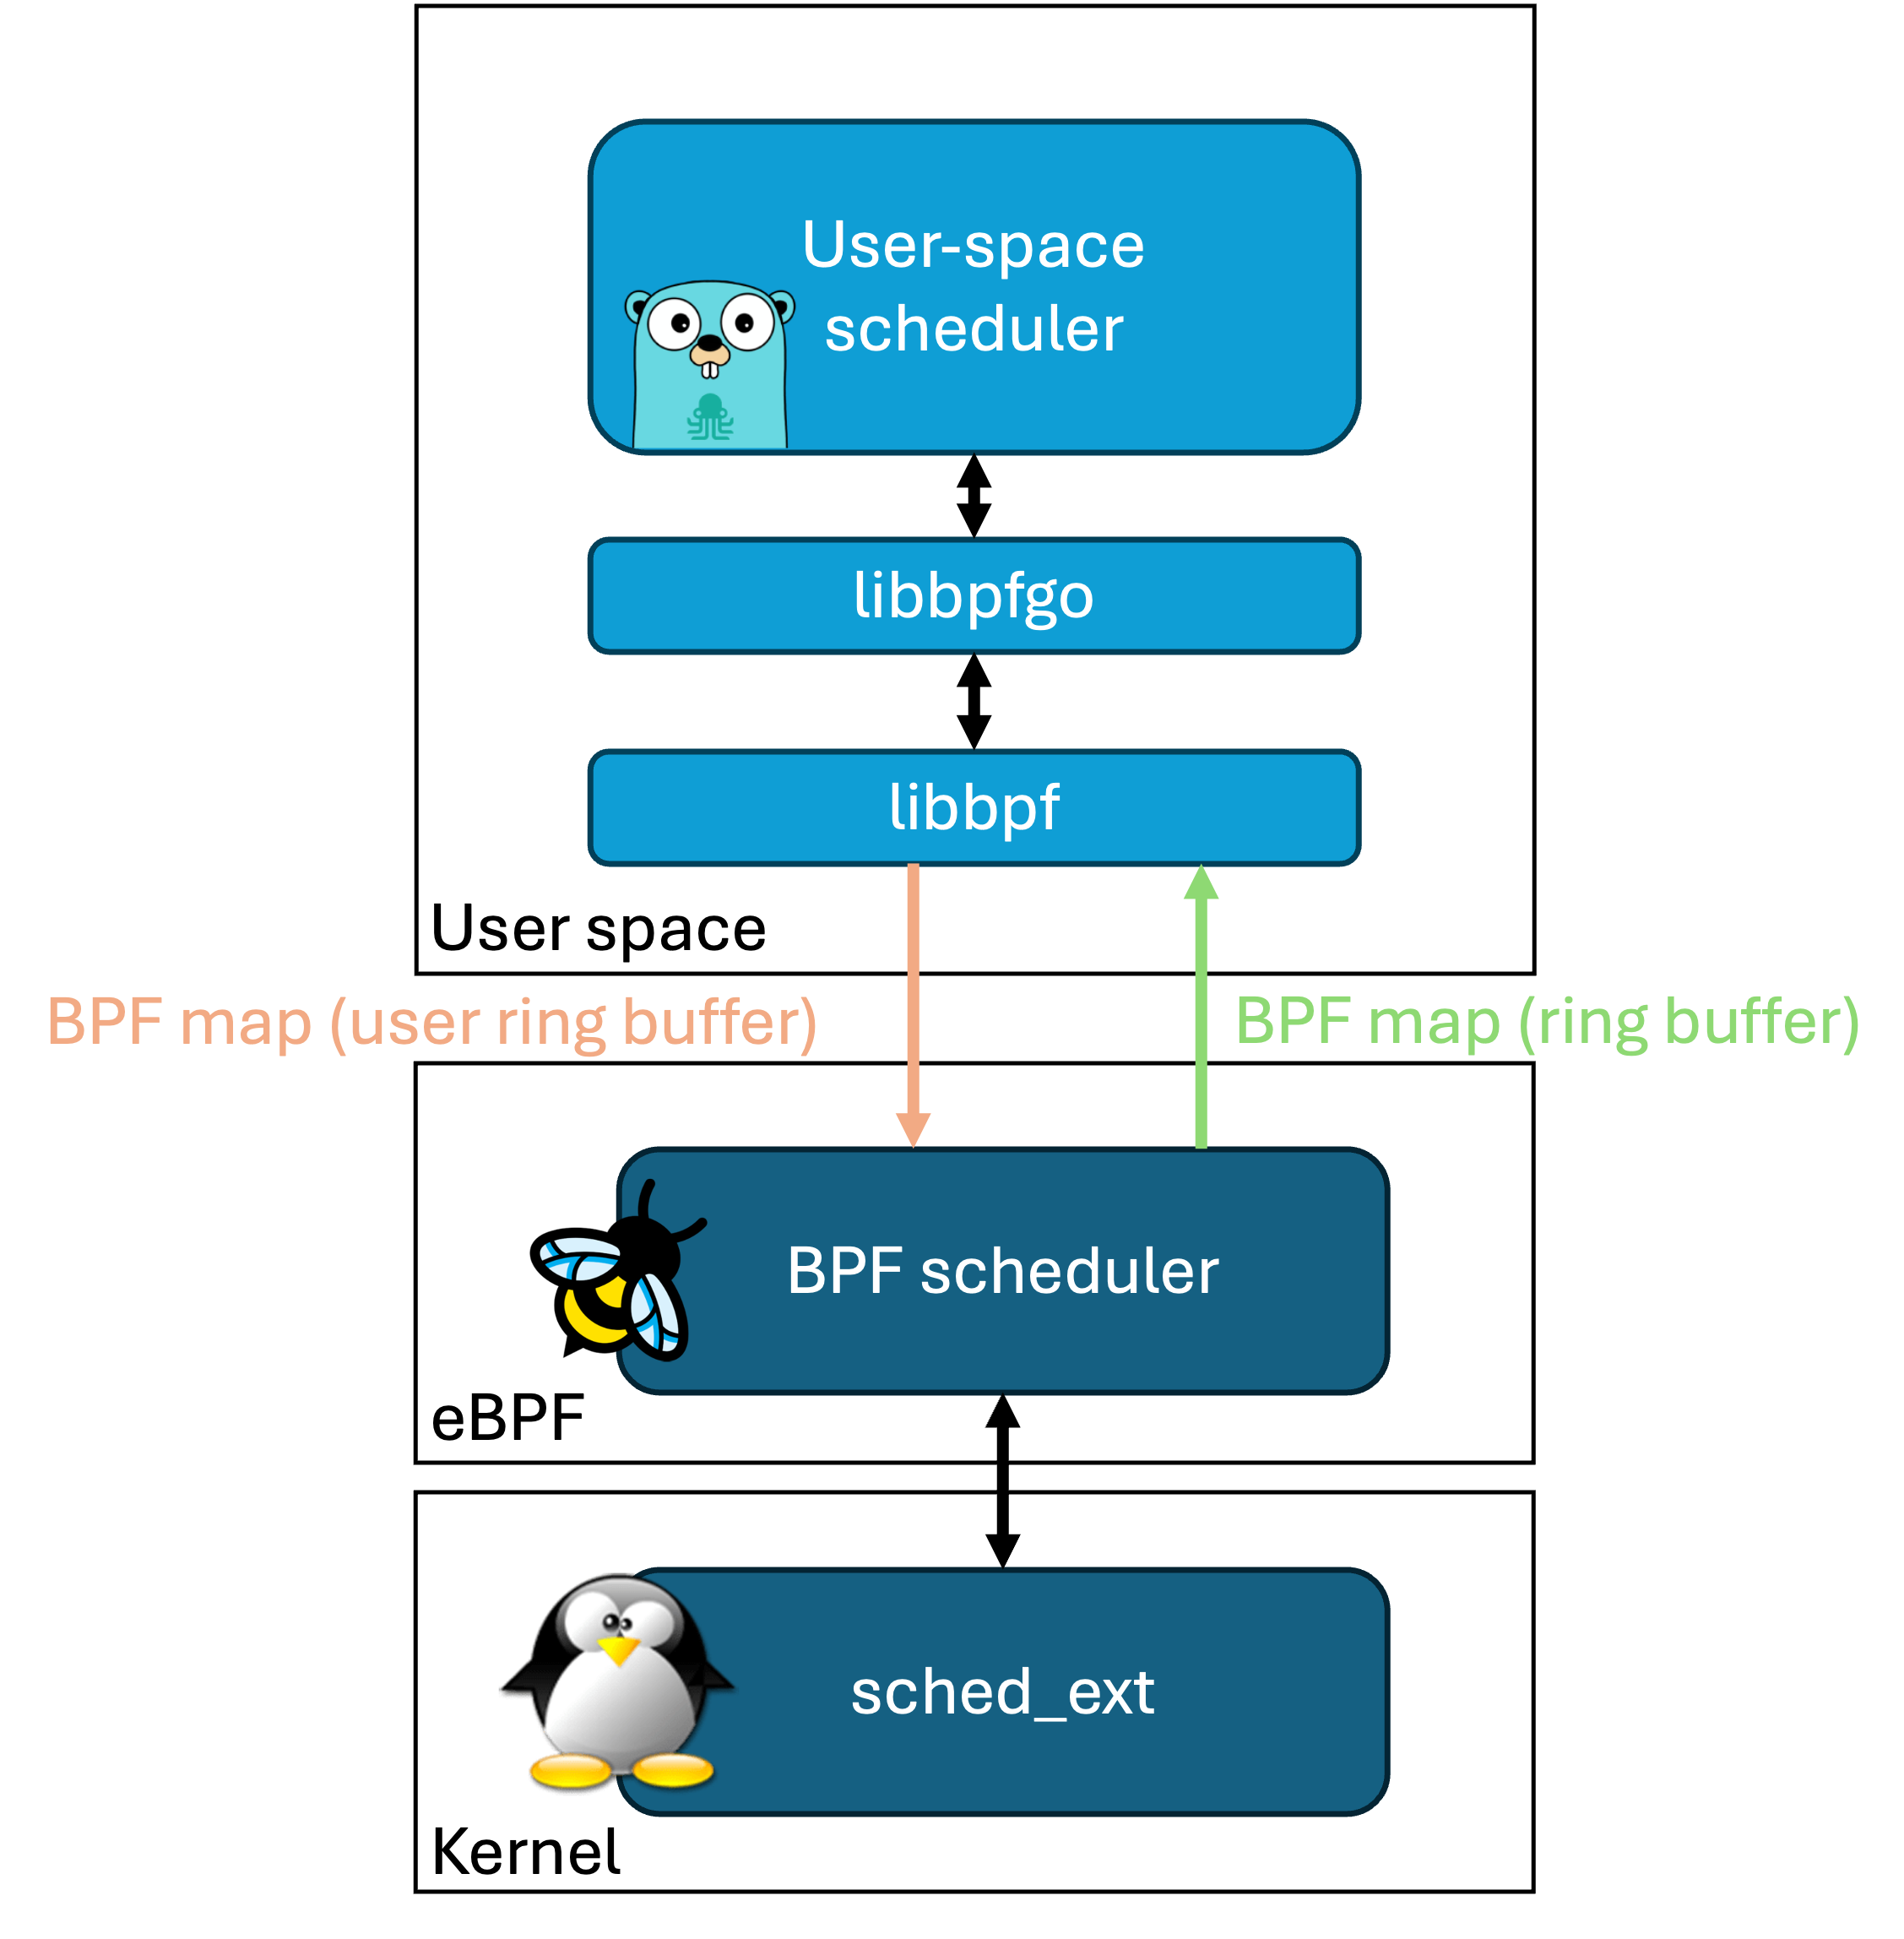 User-space
scheduler
libbpfgo
libbpf
User space
BPF map (user ring buffer)
BPF map (ring buffer)
BPF scheduler
eBPF
sched_ext
Kernel